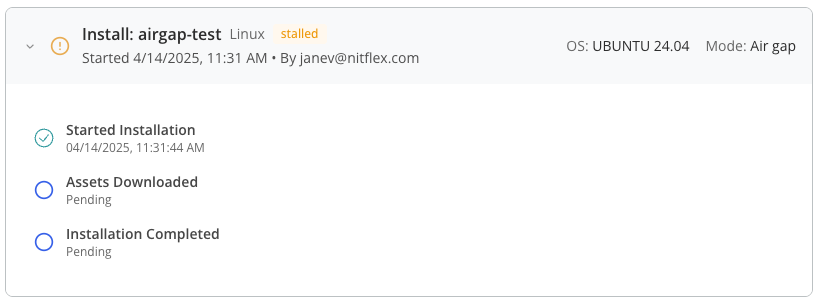 Install: airgap-test Linux stalled
Started 4/14/2025, 11:31 AM • By janev@nitflex.com
OS: UBUNTU 24.04 Mode: Air gap
Started Installation
04/14/2025, 11:31:44 AM
Assets Downloaded
Pending
Installation Completed
Pending